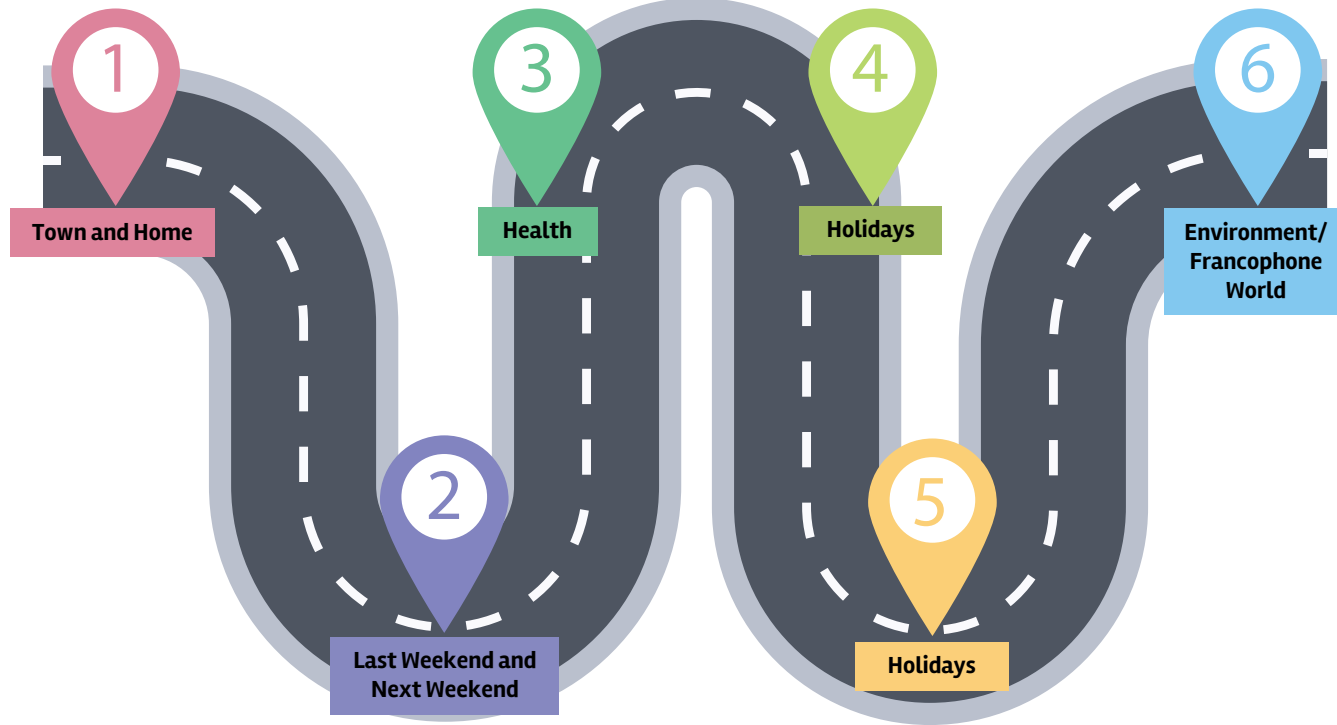 1
Town and Home
2
Last Weekend and
Next Weekend
3
Health
4
Holidays
5
Holidays
6
Environment/
Francophone
World